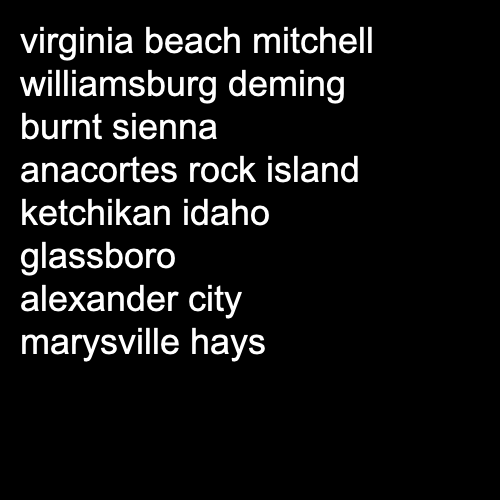 virginia beach mitchell
williamsburg deming
burnt sienna
anacortes rock island
ketchikan idaho
glassboro
alexander city
marysville hays